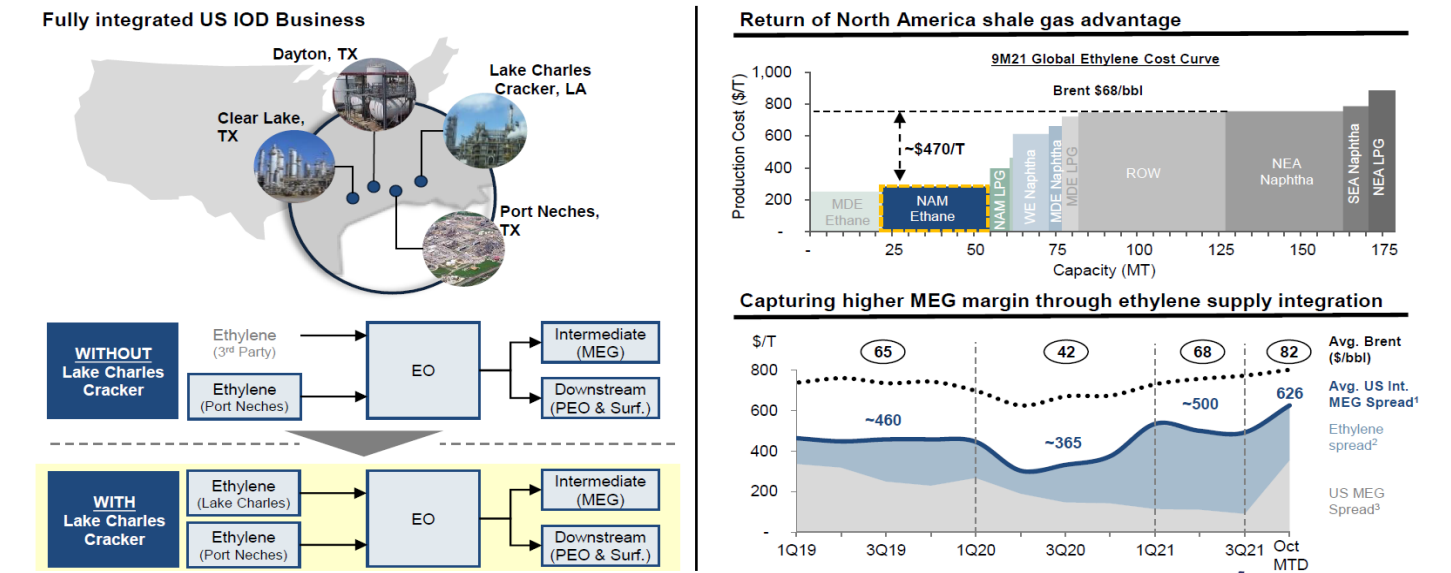 Fully integrated US IOD Business
Dayton, TX
Lake Charles
Cracker, LA
Clear Lake,
TX
Port Neches,
TX
WITHOUT
Lake Charles
Cracker
Ethylene
(3rd Party)
Ethylene
(Port Neches)
EO
Intermediate
(MEG)
Downstream
(PEO & Surf.)
WITH
Lake Charles
Cracker
Ethylene
(Lake Charles)
Ethylene
(Port Neches)
EO
Intermediate
(MEG)
Downstream
(PEO & Surf.)
Return of North America shale gas advantage
9M21 Global Ethylene Cost Curve
Brent $68/bbl
Production Cost ($/T)
1,000
800
600
400
200
-
~$470/T
MDE
Ethane
NAM
Ethane
NAM LPG
WE Naphtha
MDE Naphtha
MDE LPG
ROW
NEA
Naphtha
SEA Naphtha
NEA LPG
- 25 50 75 100 125 150 175
Capacity (MT)
Capturing higher MEG margin through ethylene supply integration
$/T
800
600
400
200
-
65 42 68 82
Avg. Brent
($/bbl)
~460
~365
~500
626
Avg. US Int.
MEG Spread¹
Ethylene
spread²
US MEG
Spread³
1Q19 3Q19 1Q20 3Q20 1Q21 3Q21 Oct
MTD